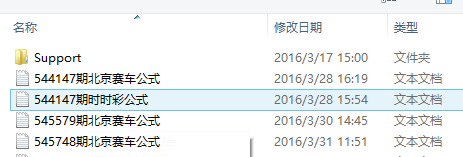 名称 修改日期 类型
Support 2016/3/17 15:00 文件夹
544147期北京赛车公式 2016/3/28 16:19 文本文档
544147期时时彩公式 2016/3/28 15:54 文本文档
545579期北京赛车公式 2016/3/30 14:45 文本文档
545748期北京赛车公式 2016/3/31 11:51 文本文档